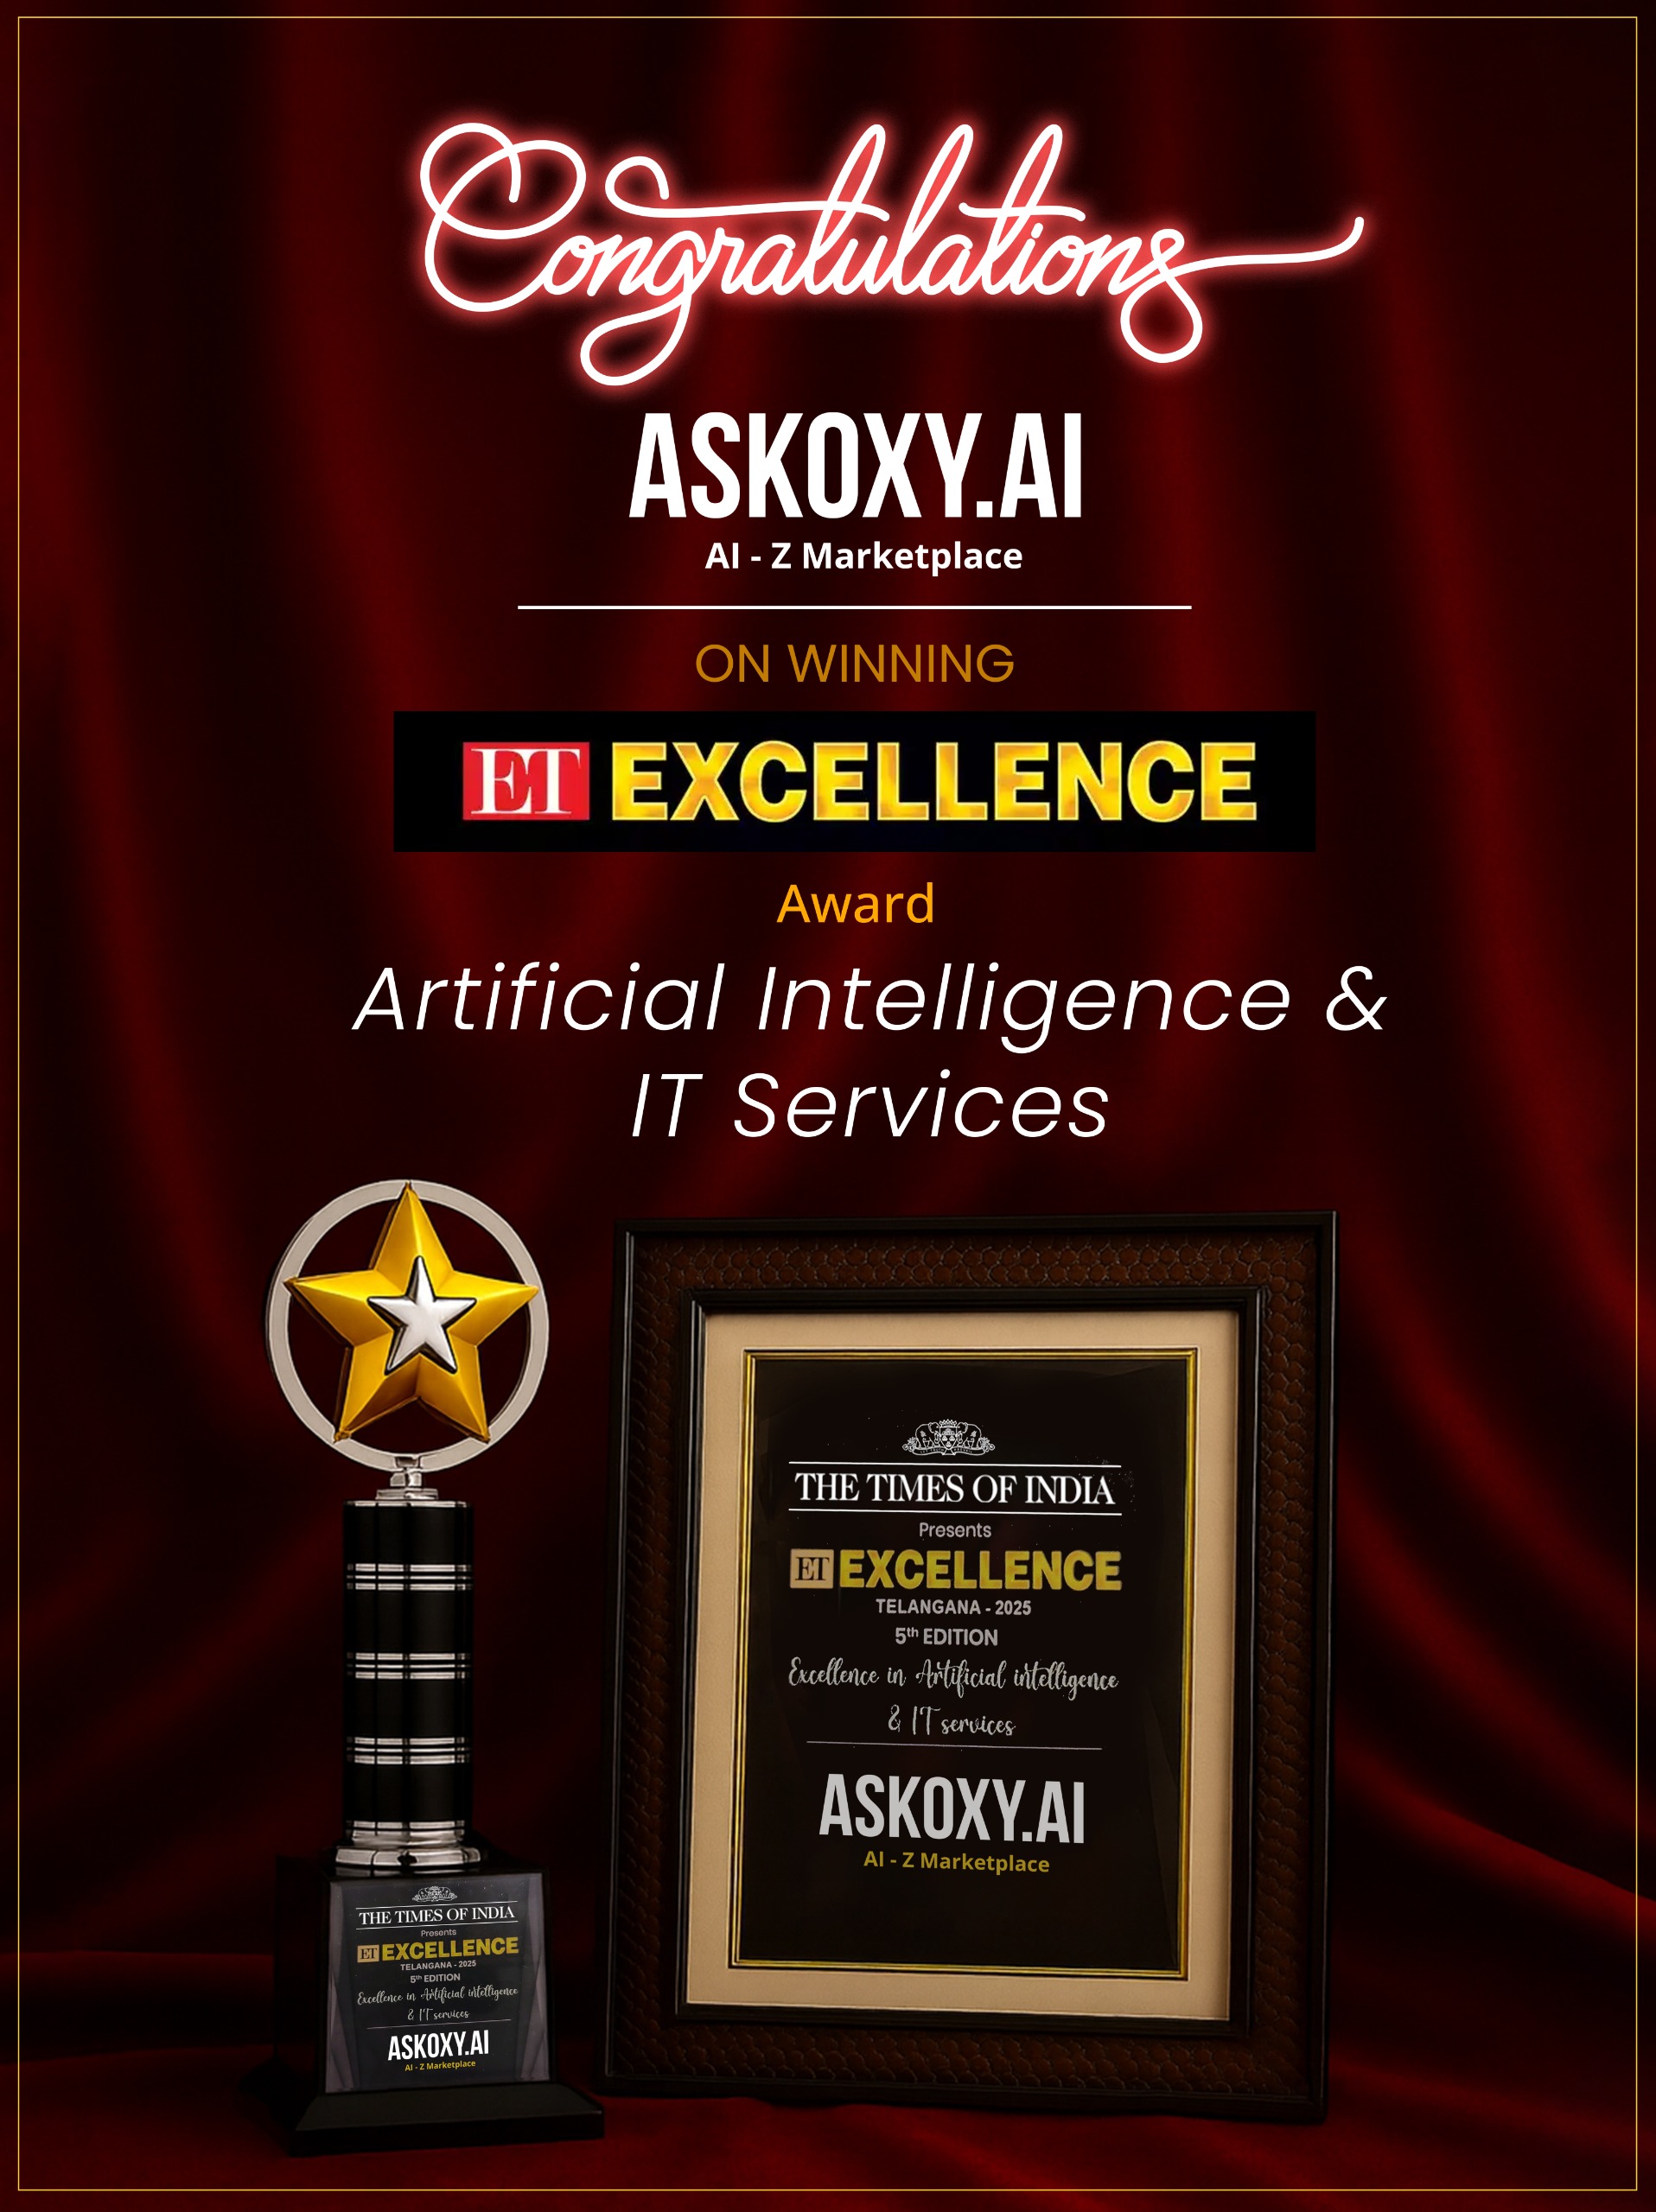 Congratulations
ASKOXY.AI
AI - Z Marketplace
ON WINNING
ET EXCELLENCE
Award
Artificial Intelligence &
IT Services
THE TIMES OF INDIA
Presents
ET EXCELLENCE
TELANGANA - 2025
5th EDITION
Excellence in Artificial intelligence
& IT services
ASKOXY.AI
AI - Z Marketplace
THE TIMES OF INDIA
Presents
ET EXCELLENCE
TELANGANA - 2025
5th EDITION
Excellence in Artificial intelligence
& IT services
ASKOXY.AI
AI - Z Marketplace